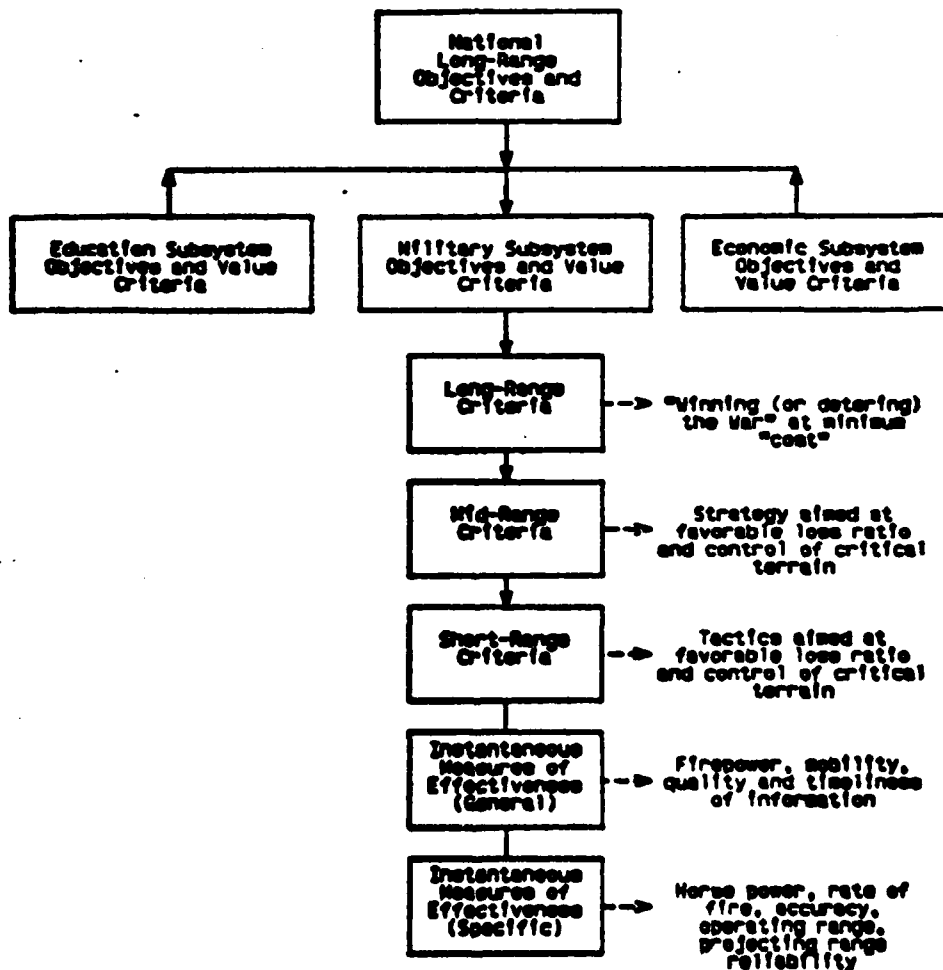 National
Long-Range
Objectives and
Criteria
Education Subsystem
Objectives and Value
Criteria
Military Subsystem
Objectives and Value
Criteria
Economic Subsystem
Objectives and
Value Criteria
Long-Range
Criteria
"Winning (or detering)
the War" at minimum
"cost"
Mid-Range
Criteria
Strategy aimed at
favorable loss ratio
and control of critical
terrain
Short-Range
Criteria
Tactics aimed at
favorable loss ratio
and control of critical
terrain
Instantaneous
Measures of
Effectiveness
(General)
Firepower, mobility,
quality and timeliness
of information
Instantaneous
Measures of
Effectiveness
(Specific)
Horse power, rate of
fire, accuracy,
operating range,
projecting range
reliability